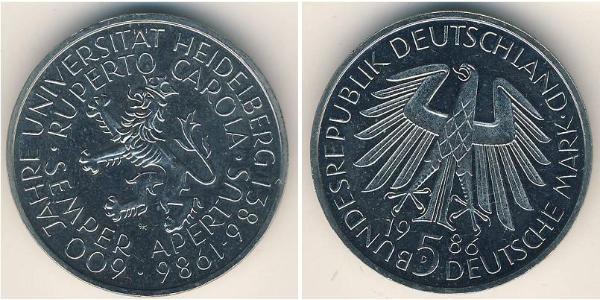 600 JAHRE UNIVERSITÄT HEIDELBERG 1386·1986·
SEMPER APERTUS · RUPERTO CAROLA ·
BUNDESREPUBLIK DEUTSCHLAND ·
5 DEUTSCHE MARK
1986
D